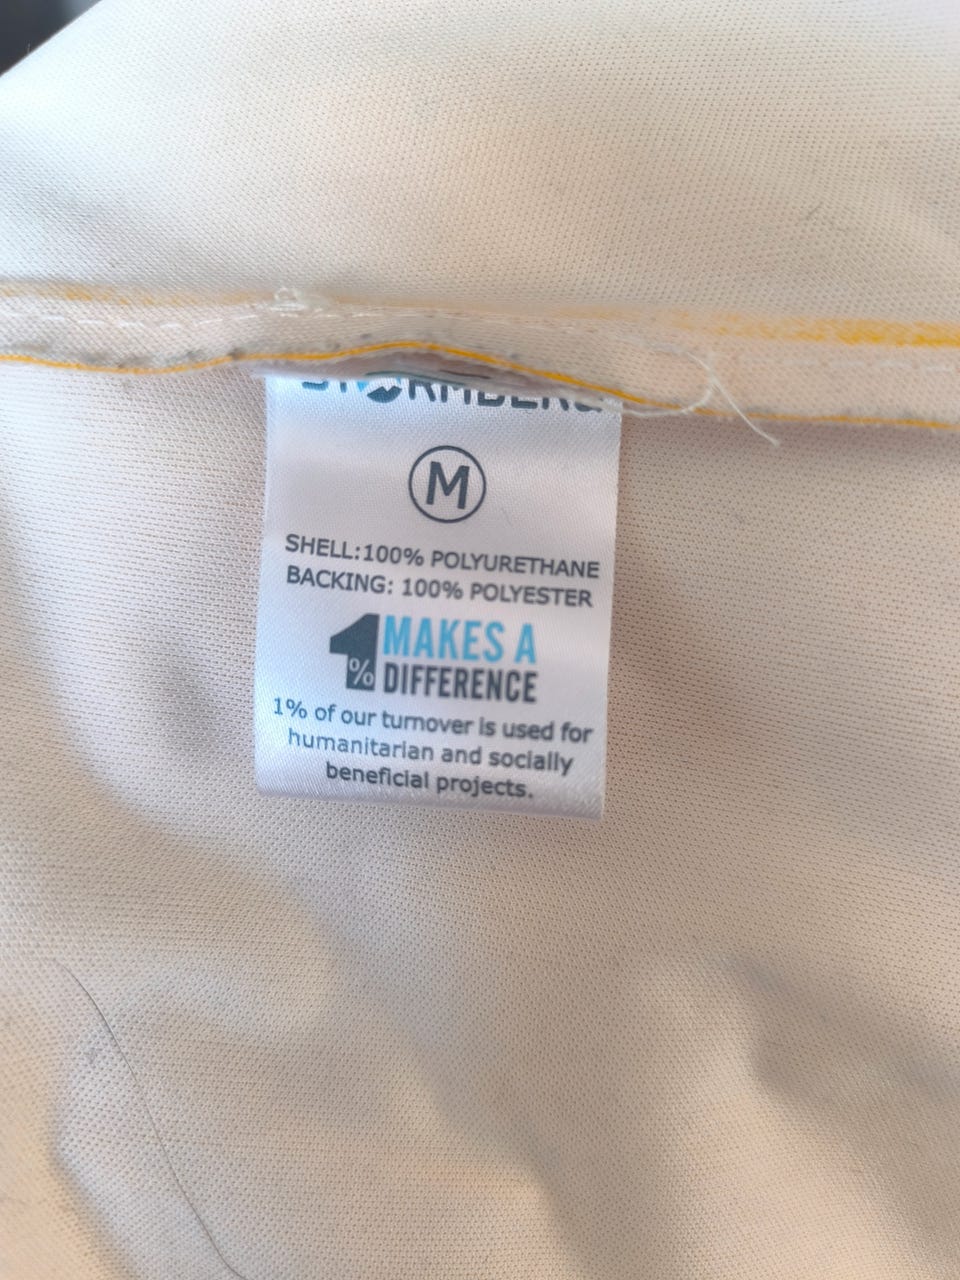 STORMBERG
M
SHELL:100% POLYURETHANE
BACKING: 100% POLYESTER
1% MAKES A
DIFFERENCE
1% of our turnover is used for
humanitarian and socially
beneficial projects.